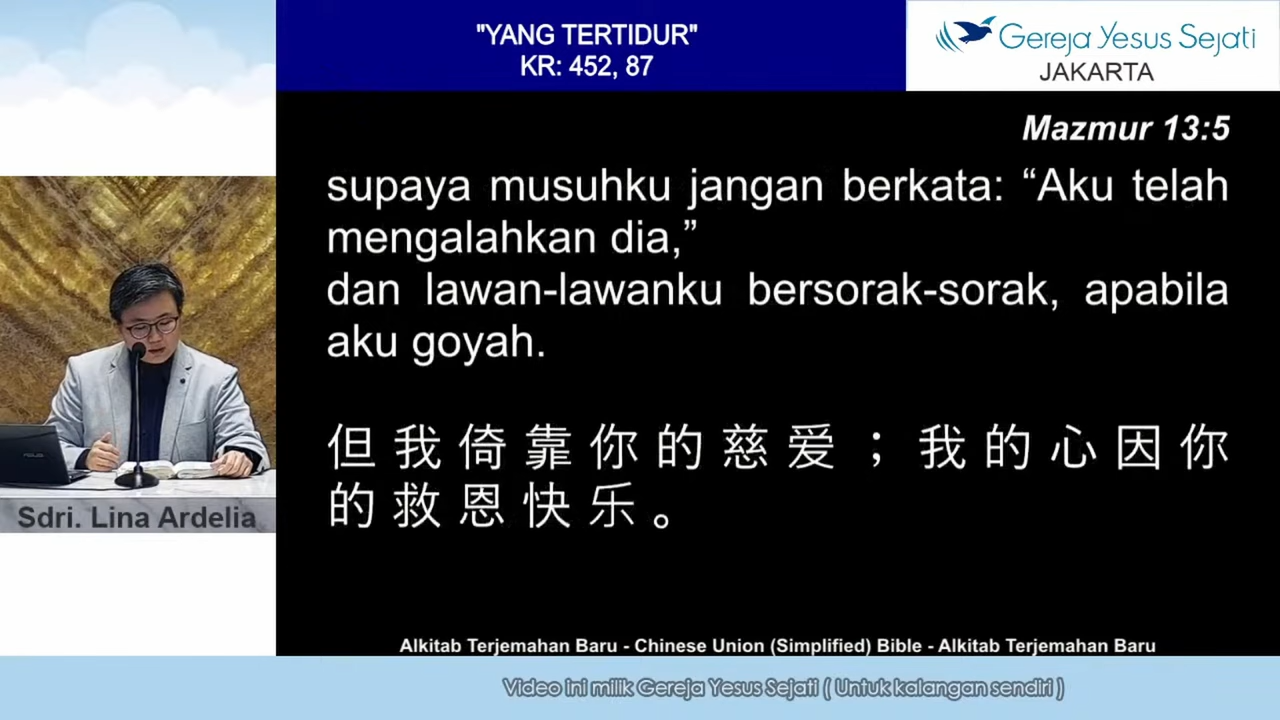 "YANG TERTIDUR"
KR: 452, 87
Gereja Yesus Sejati
JAKARTA
Mazmur 13:5
supaya musuhku jangan berkata: “Aku telah
mengalahkan dia,”
dan lawan-lawanku bersorak-sorak, apabila
aku goyah.
但我倚靠你的慈爱；我的心因你
的救恩快乐。
ASUS
Sdri. Lina Ardelia
Alkitab Terjemahan Baru - Chinese Union (Simplified) Bible - Alkitab Terjemahan Baru
Video ini milik Gereja Yesus Sejati ( Untuk kalangan sendiri )